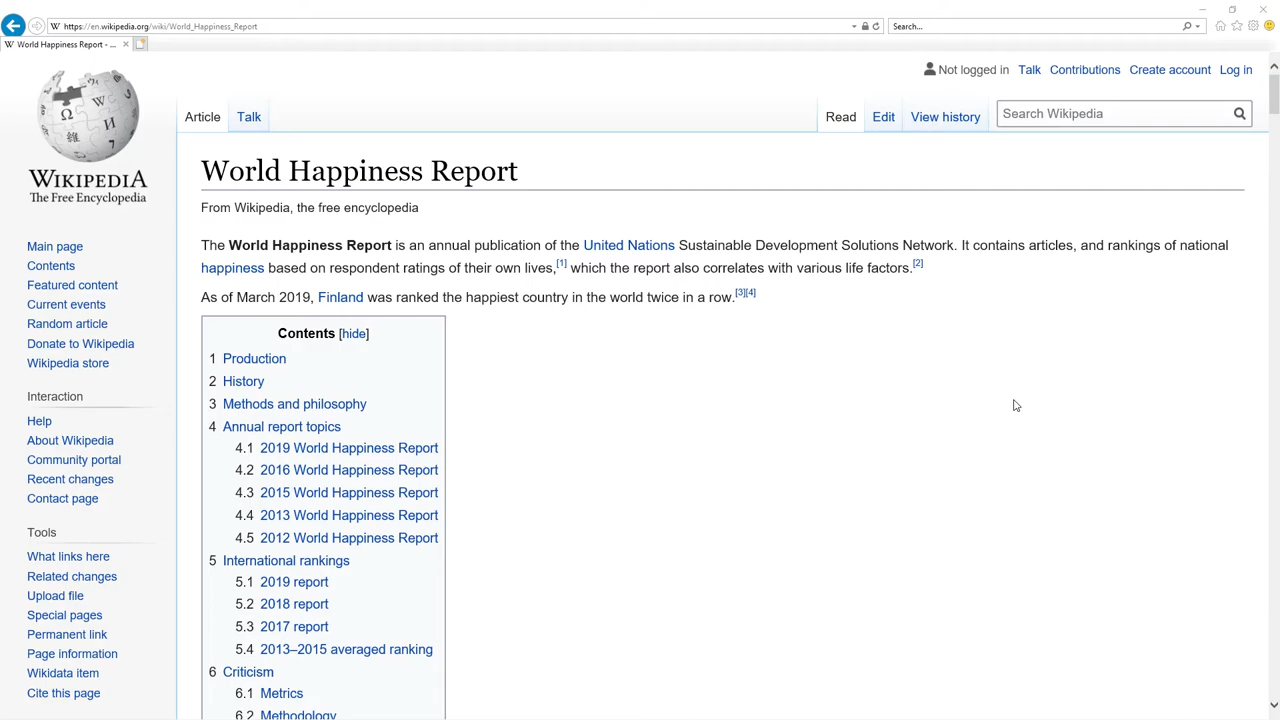 https://en.wikipedia.org/wiki/World_Happiness_Report
Search...
World Happiness Report - ...
Not logged in Talk Contributions Create account Log in
Article Talk Read Edit View history Search Wikipedia
WIKIPEDIA
The Free Encyclopedia
Main page
Contents
Featured content
Current events
Random article
Donate to Wikipedia
Wikipedia store
Interaction
Help
About Wikipedia
Community portal
Recent changes
Contact page
Tools
What links here
Related changes
Upload file
Special pages
Permanent link
Page information
Wikidata item
Cite this page
World Happiness Report
From Wikipedia, the free encyclopedia
The World Happiness Report is an annual publication of the United Nations Sustainable Development Solutions Network. It contains articles, and rankings of national
happiness based on respondent ratings of their own lives,[1] which the report also correlates with various life factors.[2]
As of March 2019, Finland was ranked the happiest country in the world twice in a row.[3][4]
Contents [hide]
1 Production
2 History
3 Methods and philosophy
4 Annual report topics
4.1 2019 World Happiness Report
4.2 2016 World Happiness Report
4.3 2015 World Happiness Report
4.4 2013 World Happiness Report
4.5 2012 World Happiness Report
5 International rankings
5.1 2019 report
5.2 2018 report
5.3 2017 report
5.4 2013–2015 averaged ranking
6 Criticism
6.1 Metrics
6.2 Methodology